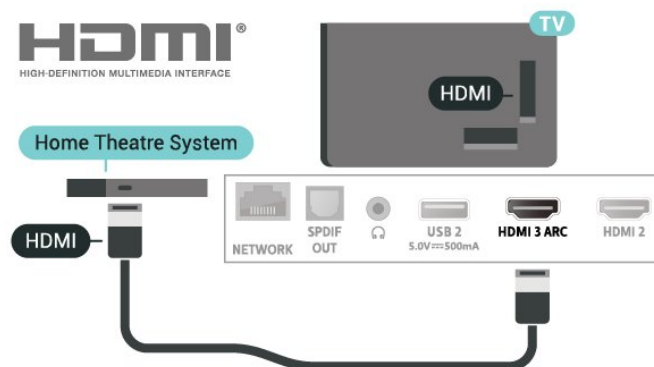 HDMI®
HIGH-DEFINITION MULTIMEDIA INTERFACE
TV
HDMI
Home Theatre System
HDMI
NETWORK
SPDIF
OUT
USB 2
5.0V⎓500mA
HDMI 3 ARC
HDMI 2